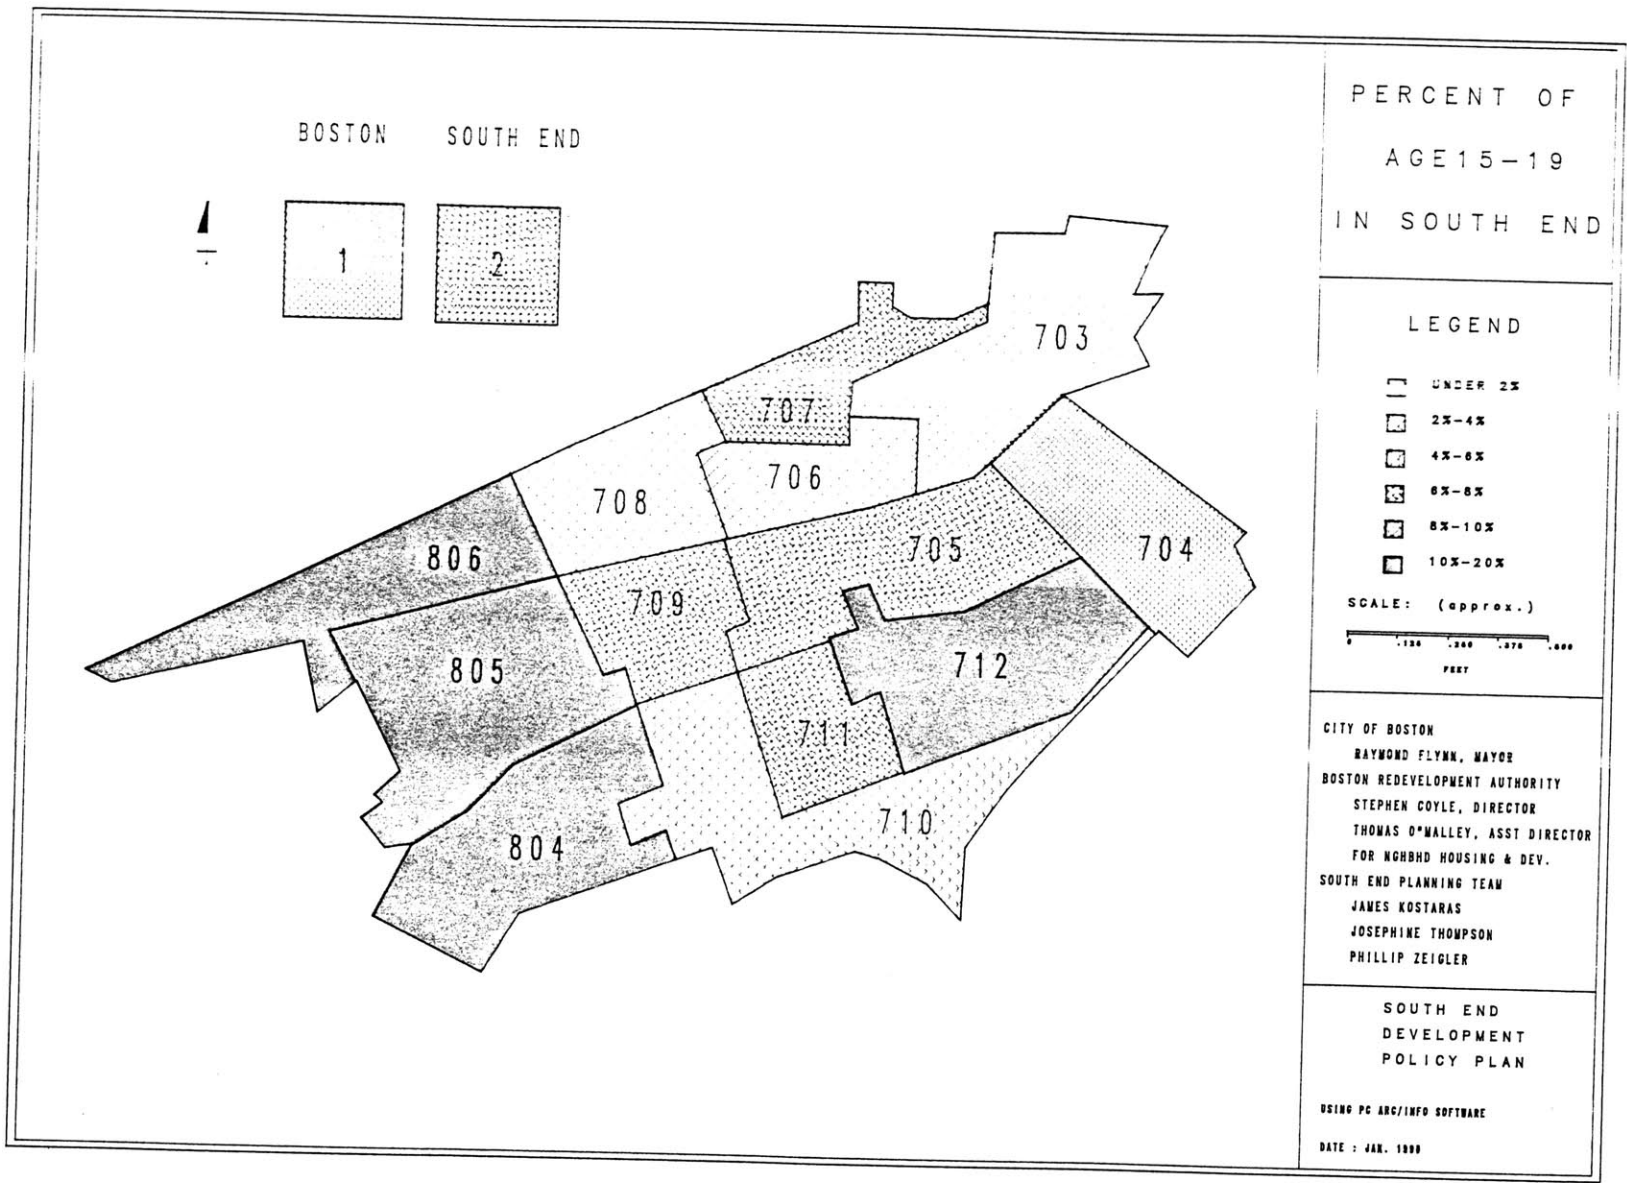 BOSTON SOUTH END
1 2
703
707
706
708
806
705
704
709
805
712
711
710
804
PERCENT OF
AGE15-19
IN SOUTH END
LEGEND
UNDER 2%
2%-4%
4%-6%
6%-8%
8%-10%
10%-20%
SCALE: (approx.)
0
FEET
CITY OF BOSTON
RAYMOND FLYNN, MAYOR
BOSTON REDEVELOPMENT AUTHORITY
STEPHEN COYLE, DIRECTOR
THOMAS O"MALLEY, ASST DIRECTOR
FOR NGHBHD HOUSING & DEV.
SOUTH END PLANNING TEAM
JAMES KOSTARAS
JOSEPHINE THOMPSON
PHILLIP ZEIGLER
SOUTH END
DEVELOPMENT
POLICY PLAN
USING PC ARC/INFO SOFTWARE
DATE : JAN.